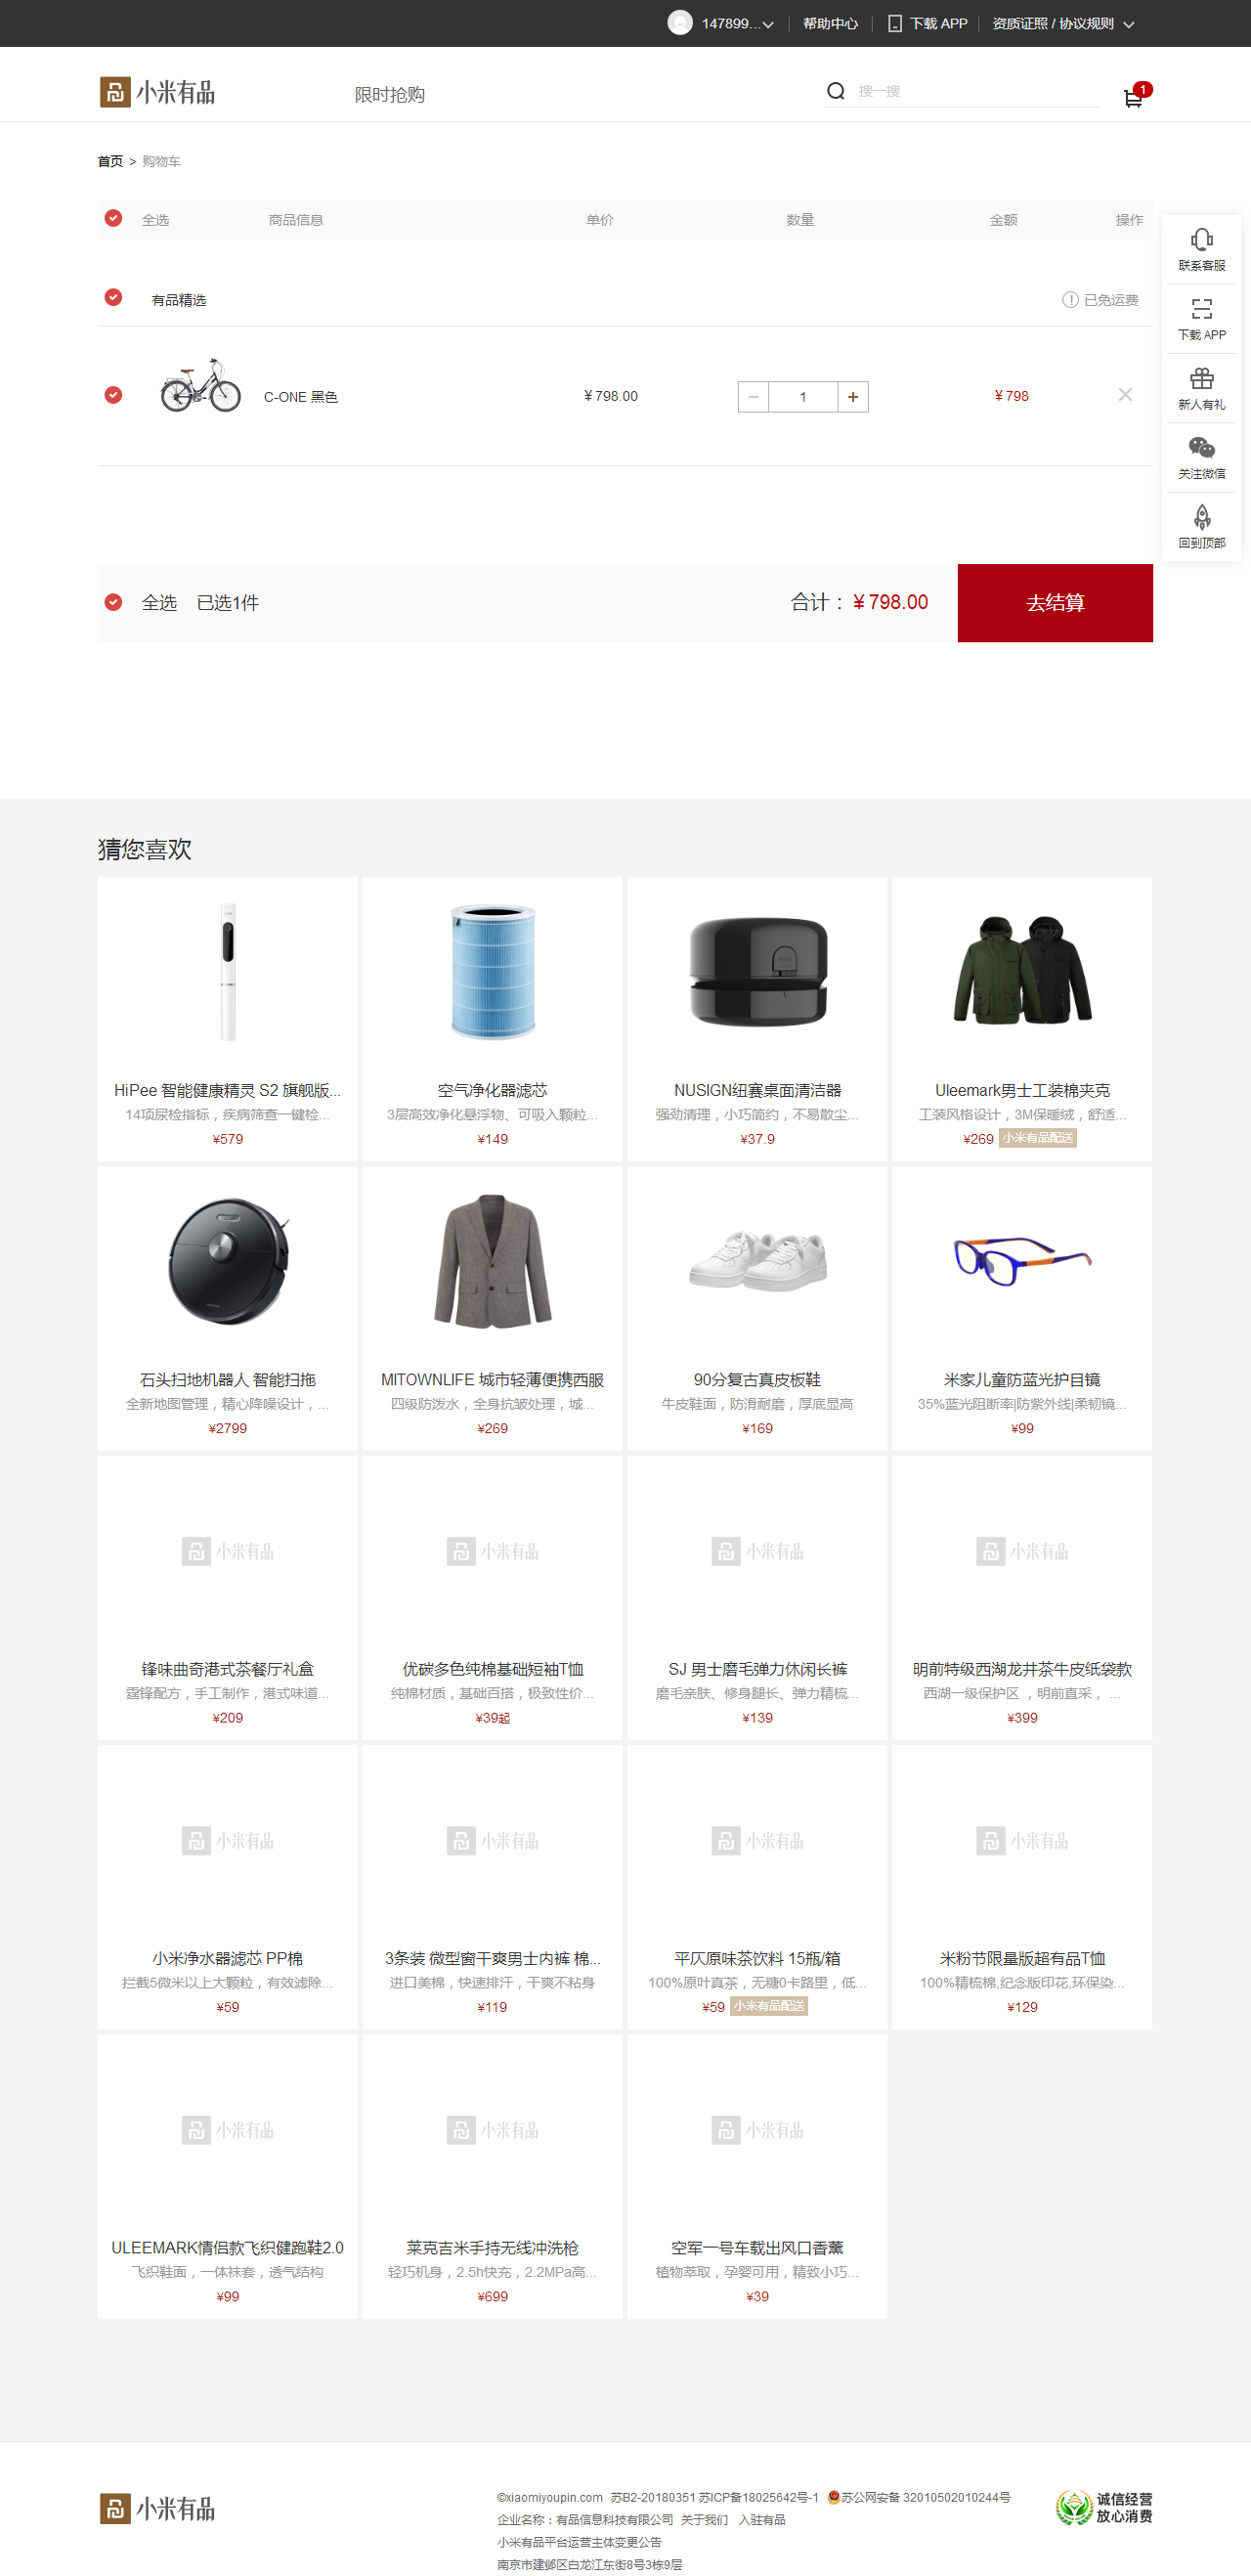 147899... 帮助中心 下载 APP 资质证照 / 协议规则
小米有品 限时抢购 搜一搜 1
首页 > 购物车
全选 商品信息 单价 数量 金额 操作
联系客服
下载 APP
新人有礼
关注微信
回到顶部
有品精选 已免运费
C-ONE 黑色 ¥ 798.00 1 ¥ 798
全选 已选1件 合计：¥ 798.00 去结算
猜您喜欢
HiPee 智能健康精灵 S2 旗舰版... 空气净化器滤芯 NUSIGN纽赛桌面清洁器 Uleemark男士工装棉夹克
14项尿检指标，疾病筛查一键检... 3层高效净化悬浮物、可吸入颗粒... 强劲清理，小巧简约，不易散尘... 工装风格设计，3M保暖绒，舒适...
¥579 ¥149 ¥37.9 ¥269 小米有品配送
石头扫地机器人 智能扫拖 MITOWNLIFE 城市轻薄便携西服 90分复古真皮板鞋 米家儿童防蓝光护目镜
全新地图管理，精心降噪设计，... 四级防泼水，全身抗皱处理，城... 牛皮鞋面，防滑耐磨，厚底显高 35%蓝光阻断率|防紫外线|柔韧镜...
¥2799 ¥269 ¥169 ¥99
小米有品 小米有品 小米有品 小米有品
锋味曲奇港式茶餐厅礼盒 优碳多色纯棉基础短袖T恤 SJ 男士磨毛弹力休闲长裤 明前特级西湖龙井茶牛皮纸袋款
霆锋配方，手工制作，港式味道... 纯棉材质，基础百搭，极致性价... 磨毛亲肤、修身腿长、弹力精梳... 西湖一级保护区 ，明前直采， ...
¥209 ¥39起 ¥139 ¥399
小米有品 小米有品 小米有品 小米有品
小米净水器滤芯 PP棉 3条装 微型窗干爽男士内裤 棉... 平仄原味茶饮料 15瓶/箱 米粉节限量版超有品T恤
拦截5微米以上大颗粒，有效滤除... 进口美棉，快速排汗，干爽不粘身 100%原叶真茶，无糖0卡路里，低... 100%精梳棉,纪念版印花,环保染...
¥59 ¥119 ¥59 小米有品配送 ¥129
小米有品 小米有品 小米有品
ULEEMARK情侣款飞织健跑鞋2.0 莱克吉米手持无线冲洗枪 空军一号车载出风口香薰
飞织鞋面，一体袜套，透气结构 轻巧机身，2.5h快充，2.2MPa高... 植物萃取，孕婴可用，精致小巧...
¥99 ¥699 ¥39
小米有品
©xiaomiyoupin.com 苏B2-20180351 苏ICP备18025642号-1 苏公网安备 32010502010244号
企业名称：有品信息科技有限公司 关于我们 入驻有品
小米有品平台运营主体变更公告
南京市建邺区白龙江东街8号3栋9层
诚信经营
放心消费